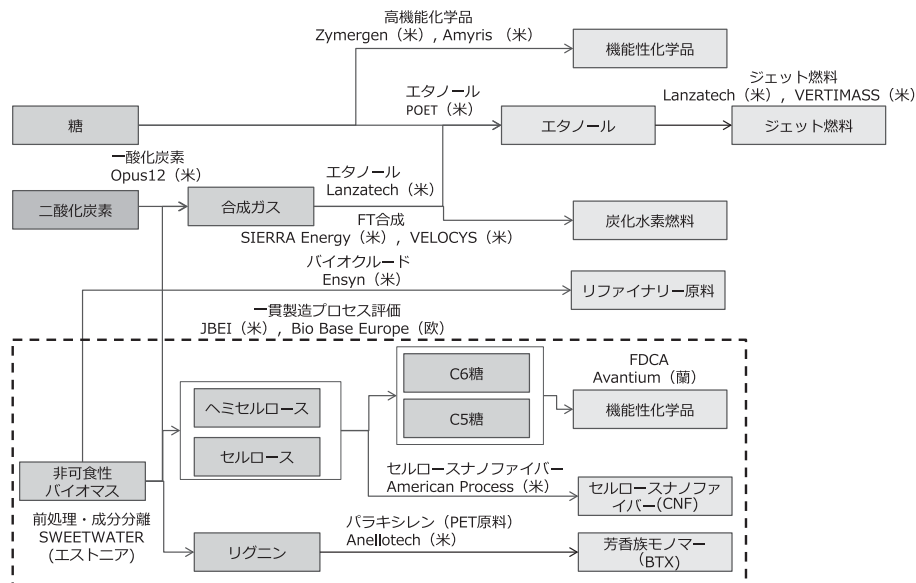 高機能化学品
Zymergen（米）, Amyris （米）
機能性化学品
ジェット燃料
Lanzatech（米）, VERTIMASS（米）
エタノール
POET（米）
糖
エタノール
ジェット燃料
一酸化炭素
Opus12（米）
エタノール
Lanzatech（米）
二酸化炭素
合成ガス
FT合成
SIERRA Energy（米）, VELOCYS（米）
炭化水素燃料
バイオクルード
Ensyn（米）
リファイナリー原料
一貫製造プロセス評価
JBEI（米）, Bio Base Europe（欧）
FDCA
Avantium（蘭）
C6糖
ヘミセルロース
C5糖
機能性化学品
セルロース
非可食性
バイオマス
セルロースナノファイバー
American Process（米）
セルロースナノファ
イバー(CNF)
前処理・成分分離
SWEETWATER
(エストニア)
パラキシレン（PET原料）
Anellotech（米）
リグニン
芳香族モノマー
(BTX)